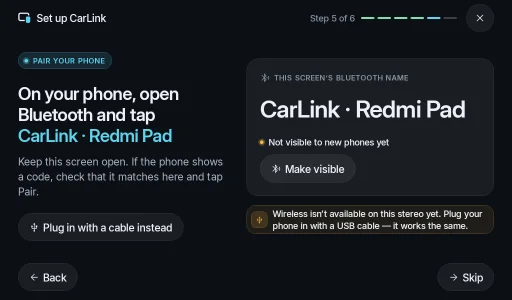 Set up CarLink
Step 5 of 6
PAIR YOUR PHONE
On your phone, open
Bluetooth and tap
CarLink · Redmi Pad
Keep this screen open. If the phone shows
a code, check that it matches here and tap
Pair.
Plug in with a cable instead
THIS SCREEN'S BLUETOOTH NAME
CarLink · Redmi Pad
Not visible to new phones yet
Make visible
Wireless isn't available on this stereo yet. Plug your
phone in with a USB cable — it works the same.
Back
Skip